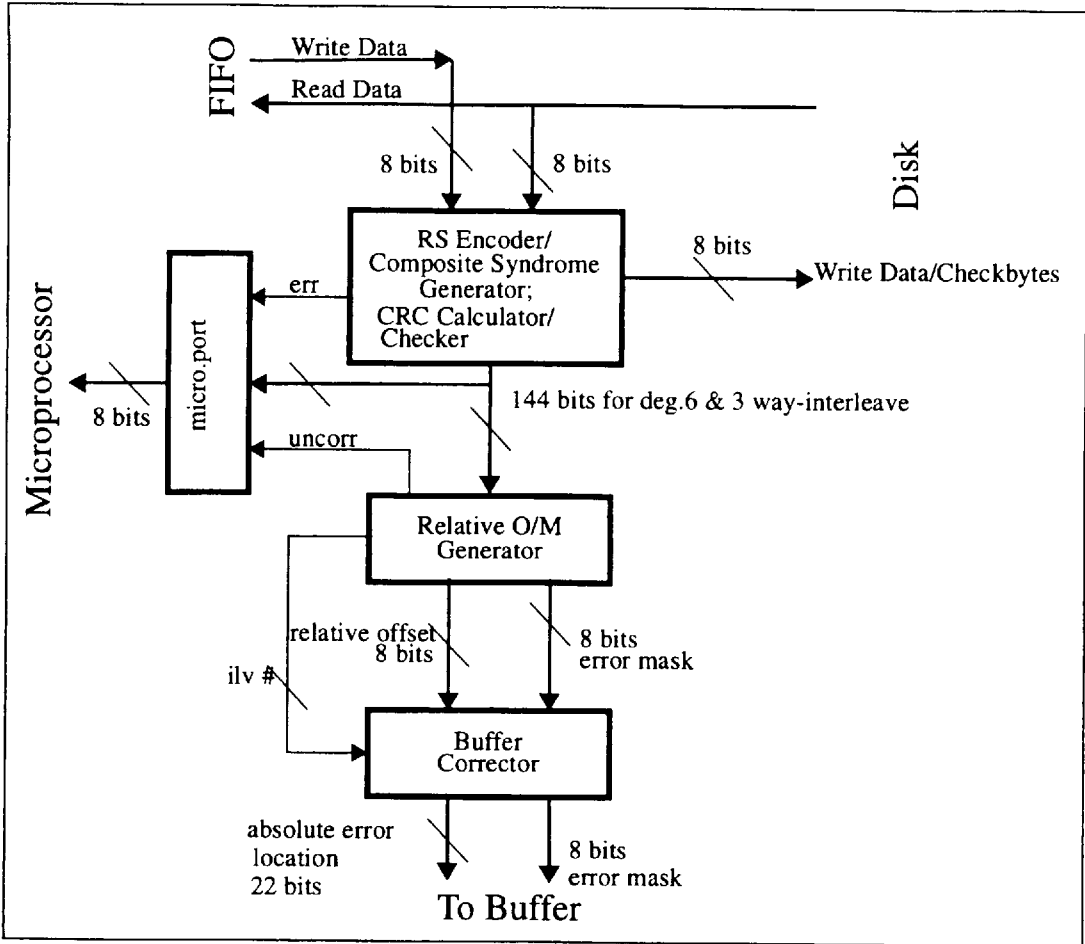 FIFO
Write Data
Read Data
8 bits
8 bits
Disk
RS Encoder/
Composite Syndrome
Generator;
CRC Calculator/
Checker
8 bits
Write Data/Checkbytes
Microprocessor
8 bits
micro.port
err
144 bits for deg.6 & 3 way-interleave
uncorr
Relative O/M
Generator
relative offset
8 bits
8 bits
error mask
ilv #
Buffer
Corrector
absolute error
location
22 bits
8 bits
error mask
To Buffer